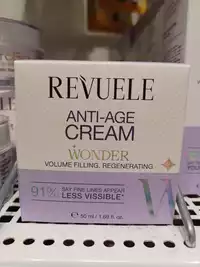 REVUELE
ANTI-AGE
CREAM
WONDER
VOLUME FILLING. REGENERATING.
91%
SAY FINE LINES APPEAR
LESS VISSIBLE*
50 ml / 1.69 fl. oz.